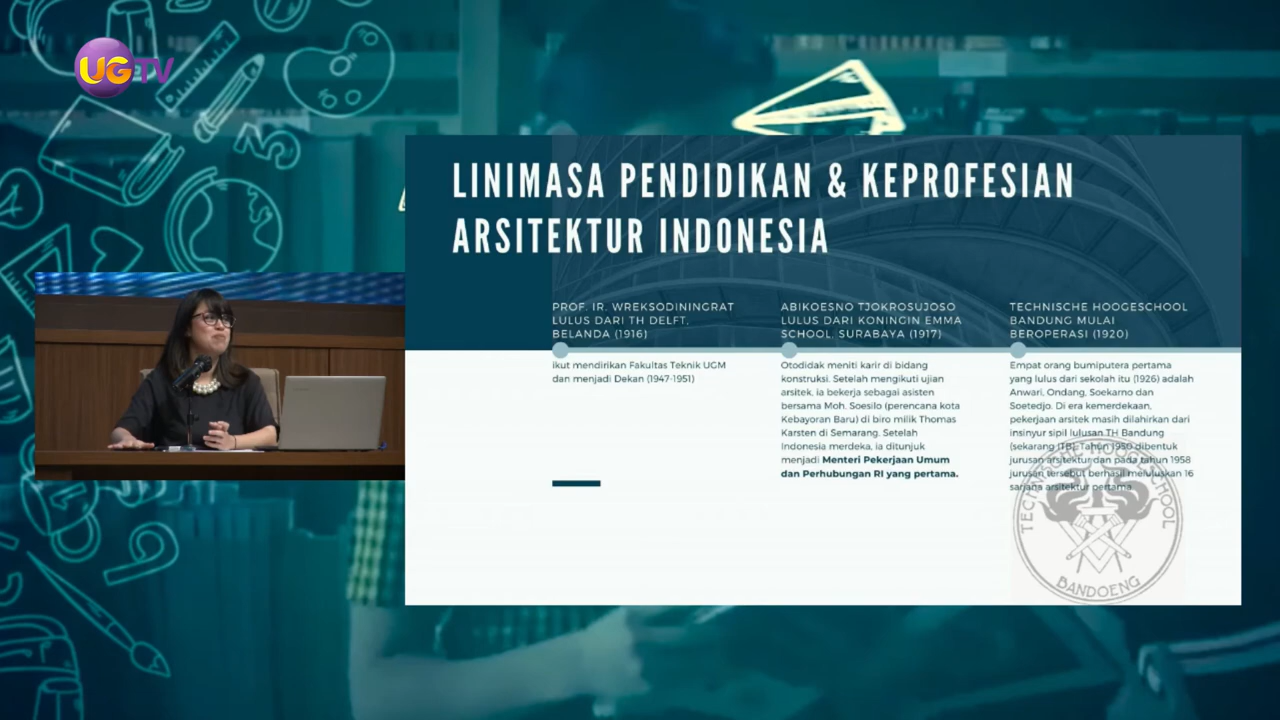 UGTV
LINIMASA PENDIDIKAN & KEPROFESIAN
ARSITEKTUR INDONESIA
PROF. IR. WREKSODININGRAT
LULUS DARI TH DELFT,
BELANDA (1916)
ikut mendirikan Fakultas Teknik UGM
dan menjadi Dekan (1947-1951)
ABIKOESNO TJOKROSUJOSO
LULUS DARI KONINGIN EMMA
SCHOOL, SURABAYA (1917)
Otodidak meniti karir di bidang
konstruksi. Setelah mengikuti ujian
arsitek, ia bekerja sebagai asisten
bersama Moh. Soesilo (perencana kota
Kebayoran Baru) di biro milik Thomas
Karsten di Semarang. Setelah
Indonesia merdeka, ia ditunjuk
menjadi Menteri Pekerjaan Umum
dan Perhubungan RI yang pertama.
TECHNISCHE HOOGESCHOOL
BANDUNG MULAI
BEROPERASI (1920)
Empat orang bumiputera pertama
yang lulus dari sekolah itu (1926) adalah
Anwari, Ondang, Soekarno dan
Soetedjo. Di era kemerdekaan,
pekerjaan arsitek masih dilahirkan dari
insinyur sipil lulusan TH Bandung
(sekarang ITB). Tahun 1950 dibentuk
jurusan arsitektur dan pada tahun 1958
jurusan tersebut berhasil meluluskan 16
sarjana arsitektur pertama.
TECHNISCHE HOOGESCHOOL
BANDOENG